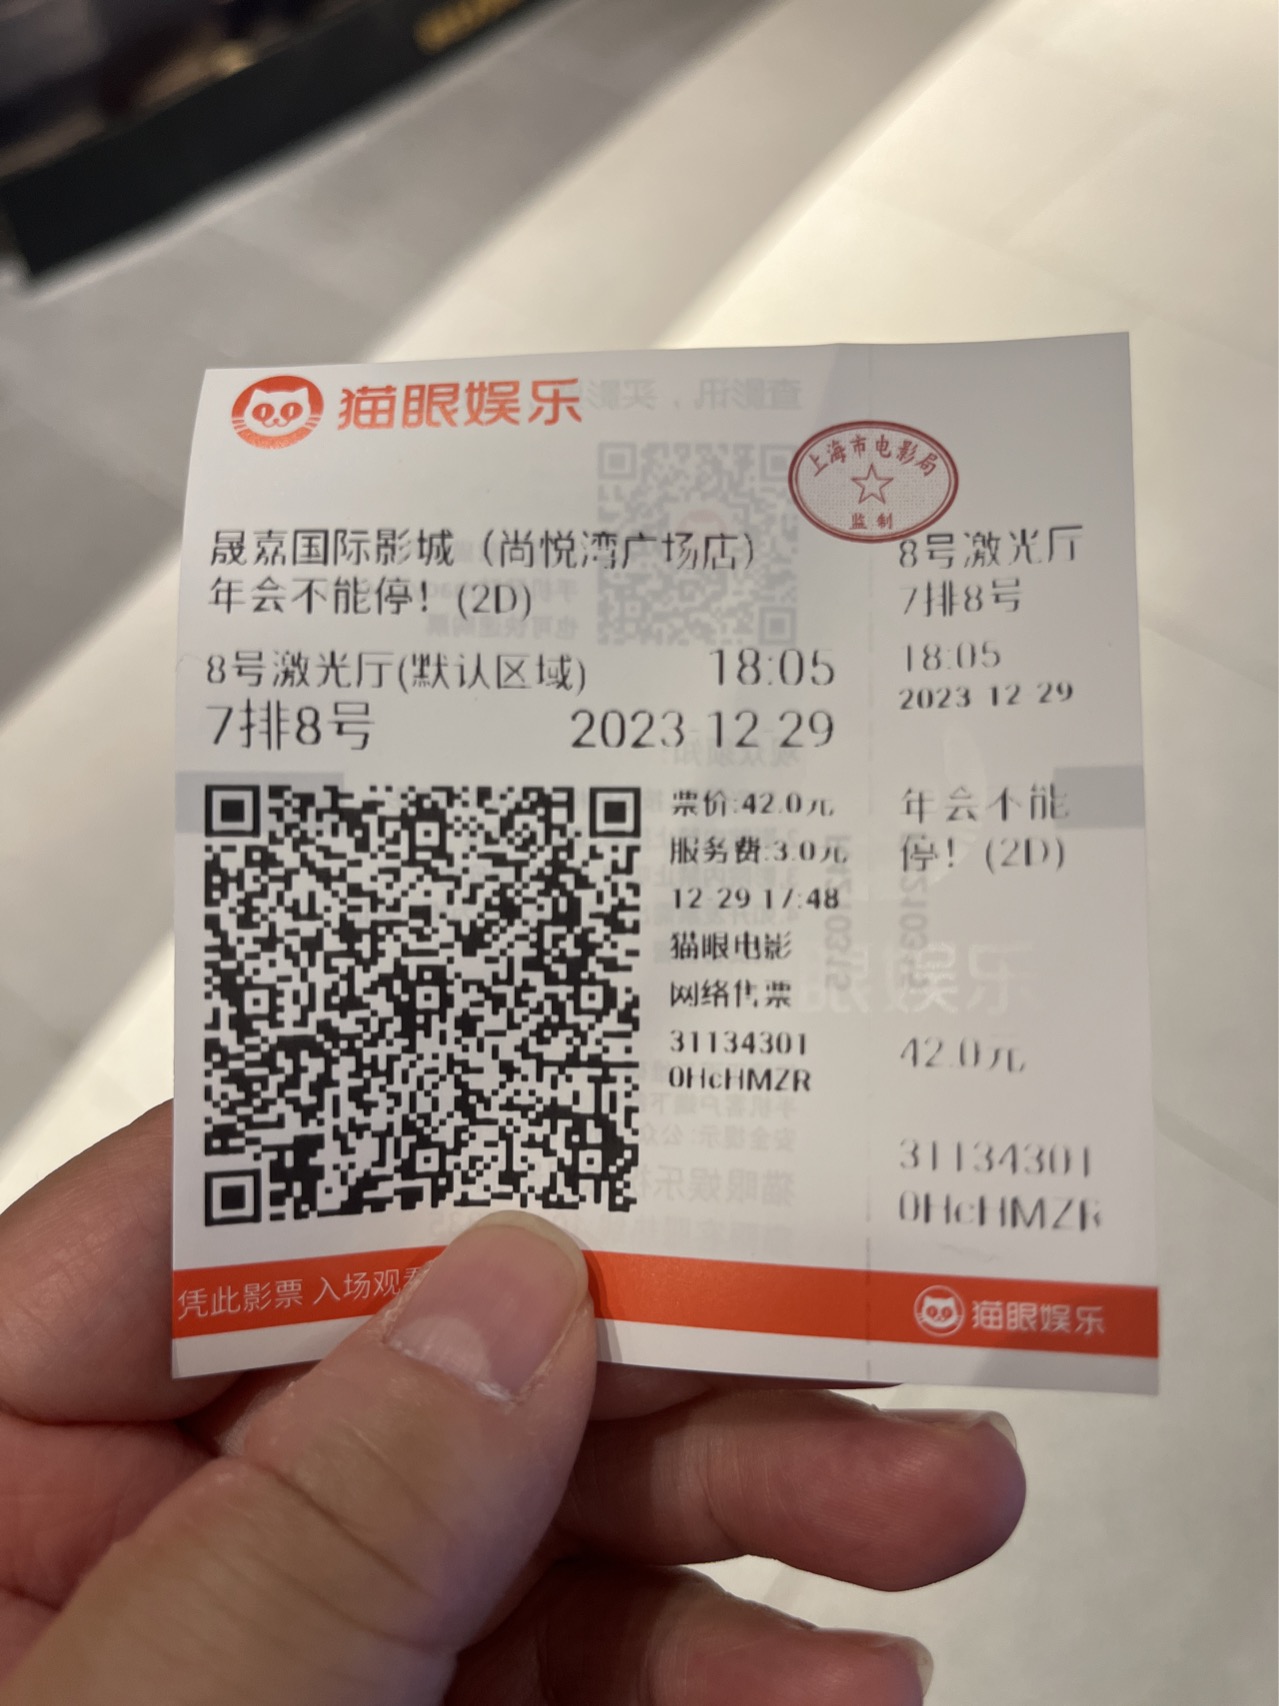 猫眼娱乐
上海市电影局
监制
晟嘉国际影城（尚悦湾广场店）
年会不能停！(2D)
8号激光厅(默认区域) 18:05
7排8号 2023-12-29
票价:42.0元
服务费:3.0元
12-29 17:48
猫眼电影
网络售票
31134301
0HcHMZR
8号激光厅
7排8号
18:05
2023-12-29
年会不能
停！(2D)
42.0元
31134301
0HcHMZR
凭此影票 入场观
猫眼娱乐